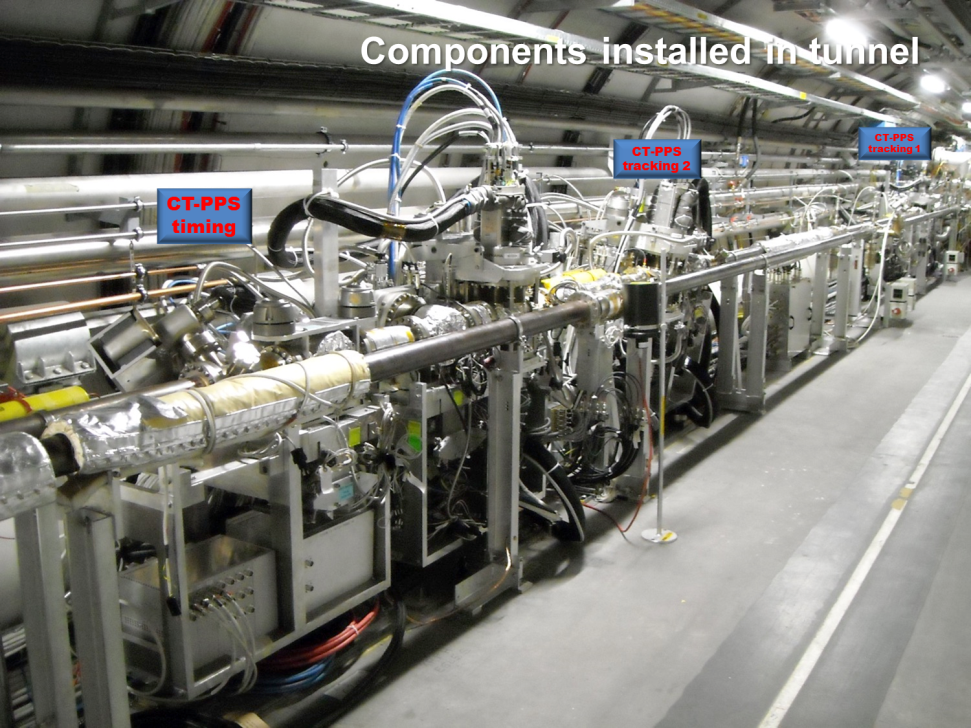 Components installed in tunnel
CT-PPS
tracking 1
CT-PPS
tracking 2
CT-PPS
timing